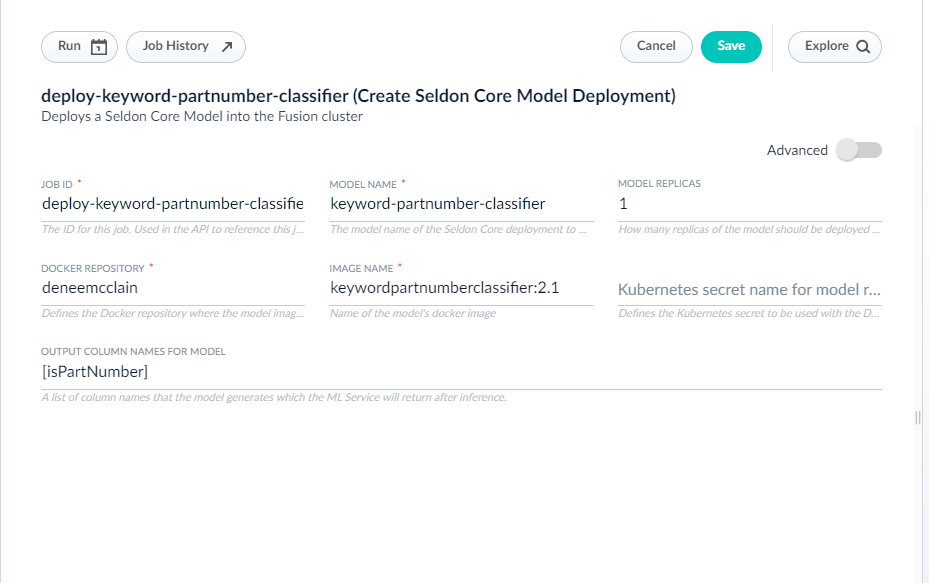 Run
Job History
Cancel
Save
Explore
deploy-keyword-partnumber-classifier (Create Seldon Core Model Deployment)
Deploys a Seldon Core Model into the Fusion cluster
Advanced
JOB ID *
deploy-keyword-partnumber-classifie
The ID for this job. Used in the API to reference this j...
MODEL NAME *
keyword-partnumber-classifier
The model name of the Seldon Core deployment to ...
MODEL REPLICAS
1
How many replicas of the model should be deployed ...
DOCKER REPOSITORY *
deneemcclain
Defines the Docker repository where the model imag...
IMAGE NAME *
keywordpartnumberclassifier:2.1
Name of the model's docker image
Kubernetes secret name for model r...
Defines the Kubernetes secret to be used with the D...
OUTPUT COLUMN NAMES FOR MODEL
[isPartNumber]
A list of column names that the model generates which the ML Service will return after inference.